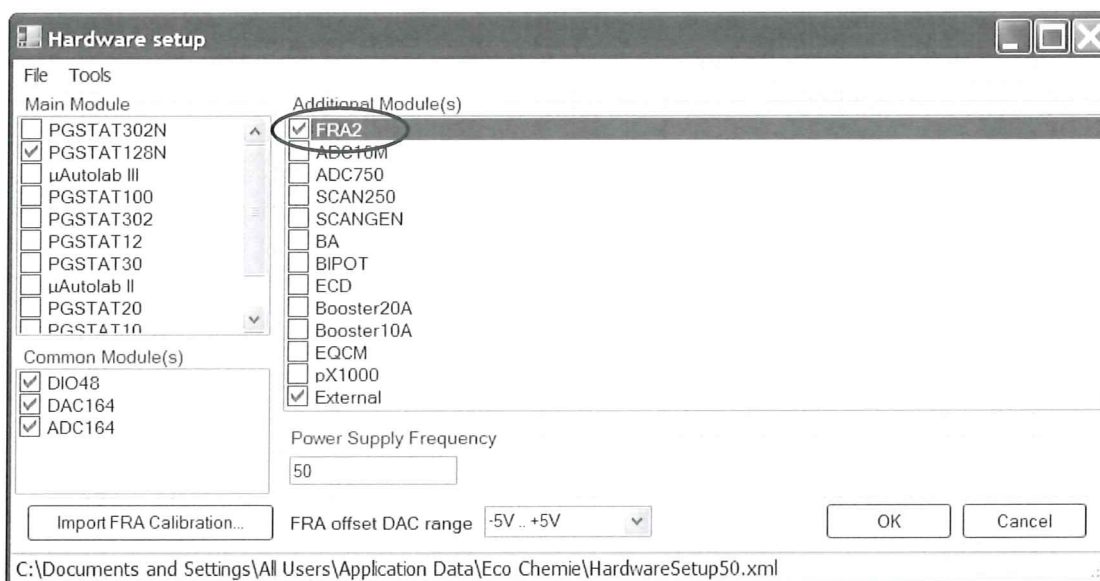 Hardware setup
File Tools
Main Module
PGSTAT302N
PGSTAT128N
µAutolab III
PGSTAT100
PGSTAT302
PGSTAT12
PGSTAT30
µAutolab II
PGSTAT20
PGSTAT10
Common Module(s)
DIO48
DAC164
ADC164
Additional Module(s)
FRA2
ADC10M
ADC750
SCAN250
SCANGEN
BA
BIPOT
ECD
Booster20A
Booster10A
EQCM
pX1000
External
Power Supply Frequency
50
Import FRA Calibration...
FRA offset DAC range -5V .. +5V
OK Cancel
C:\Documents and Settings\All Users\Application Data\Eco Chemie\HardwareSetup50.xml